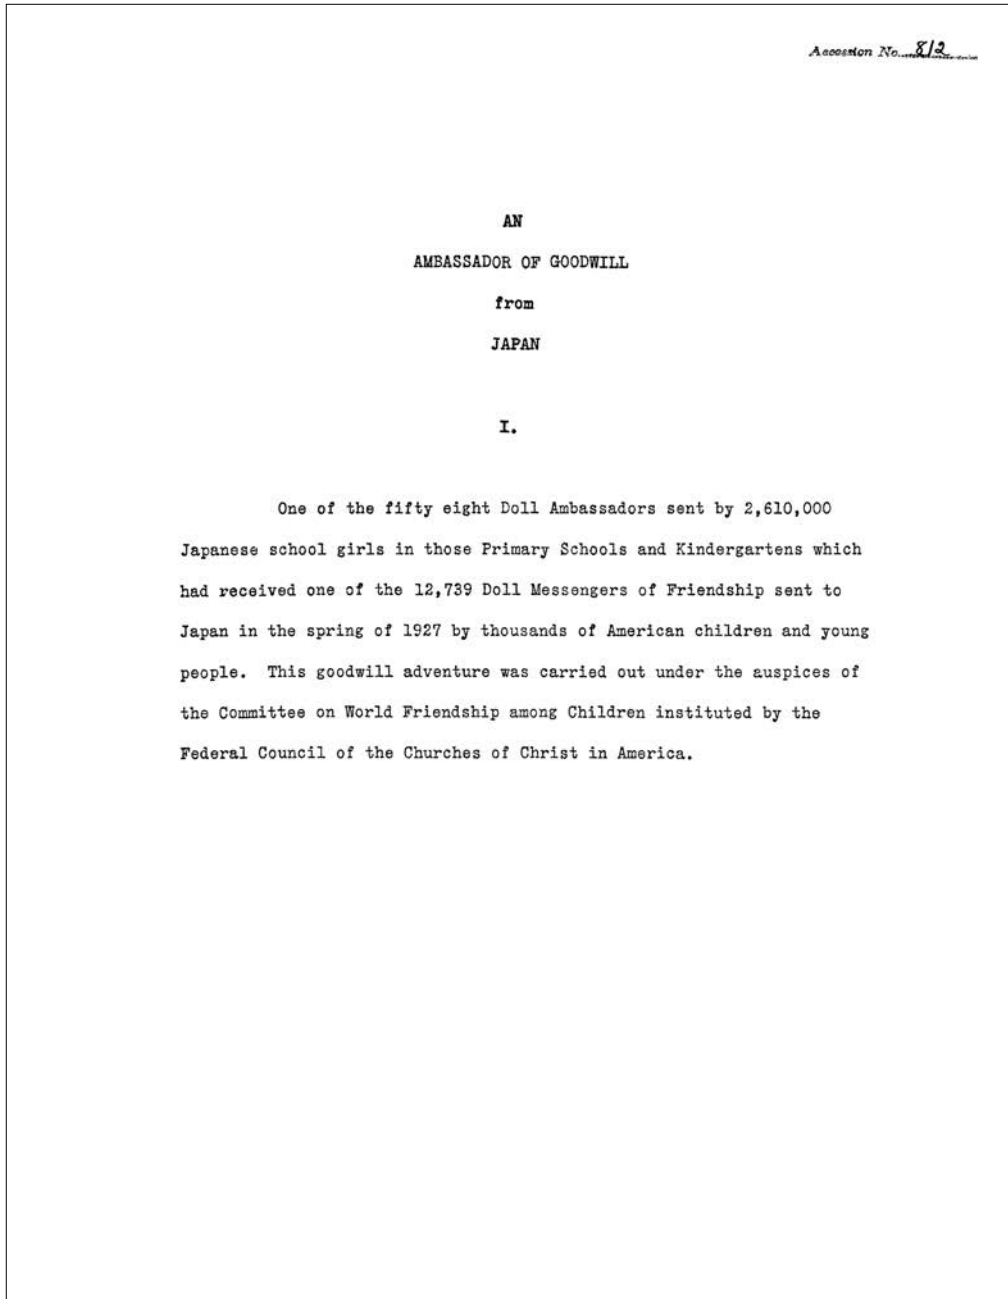 Accession No. 812
AN
AMBASSADOR OF GOODWILL
from
JAPAN
I.
One of the fifty eight Doll Ambassadors sent by 2,610,000
Japanese school girls in those Primary Schools and Kindergartens which
had received one of the 12,739 Doll Messengers of Friendship sent to
Japan in the spring of 1927 by thousands of American children and young
people.  This goodwill adventure was carried out under the auspices of
the Committee on World Friendship among Children instituted by the
Federal Council of the Churches of Christ in America.